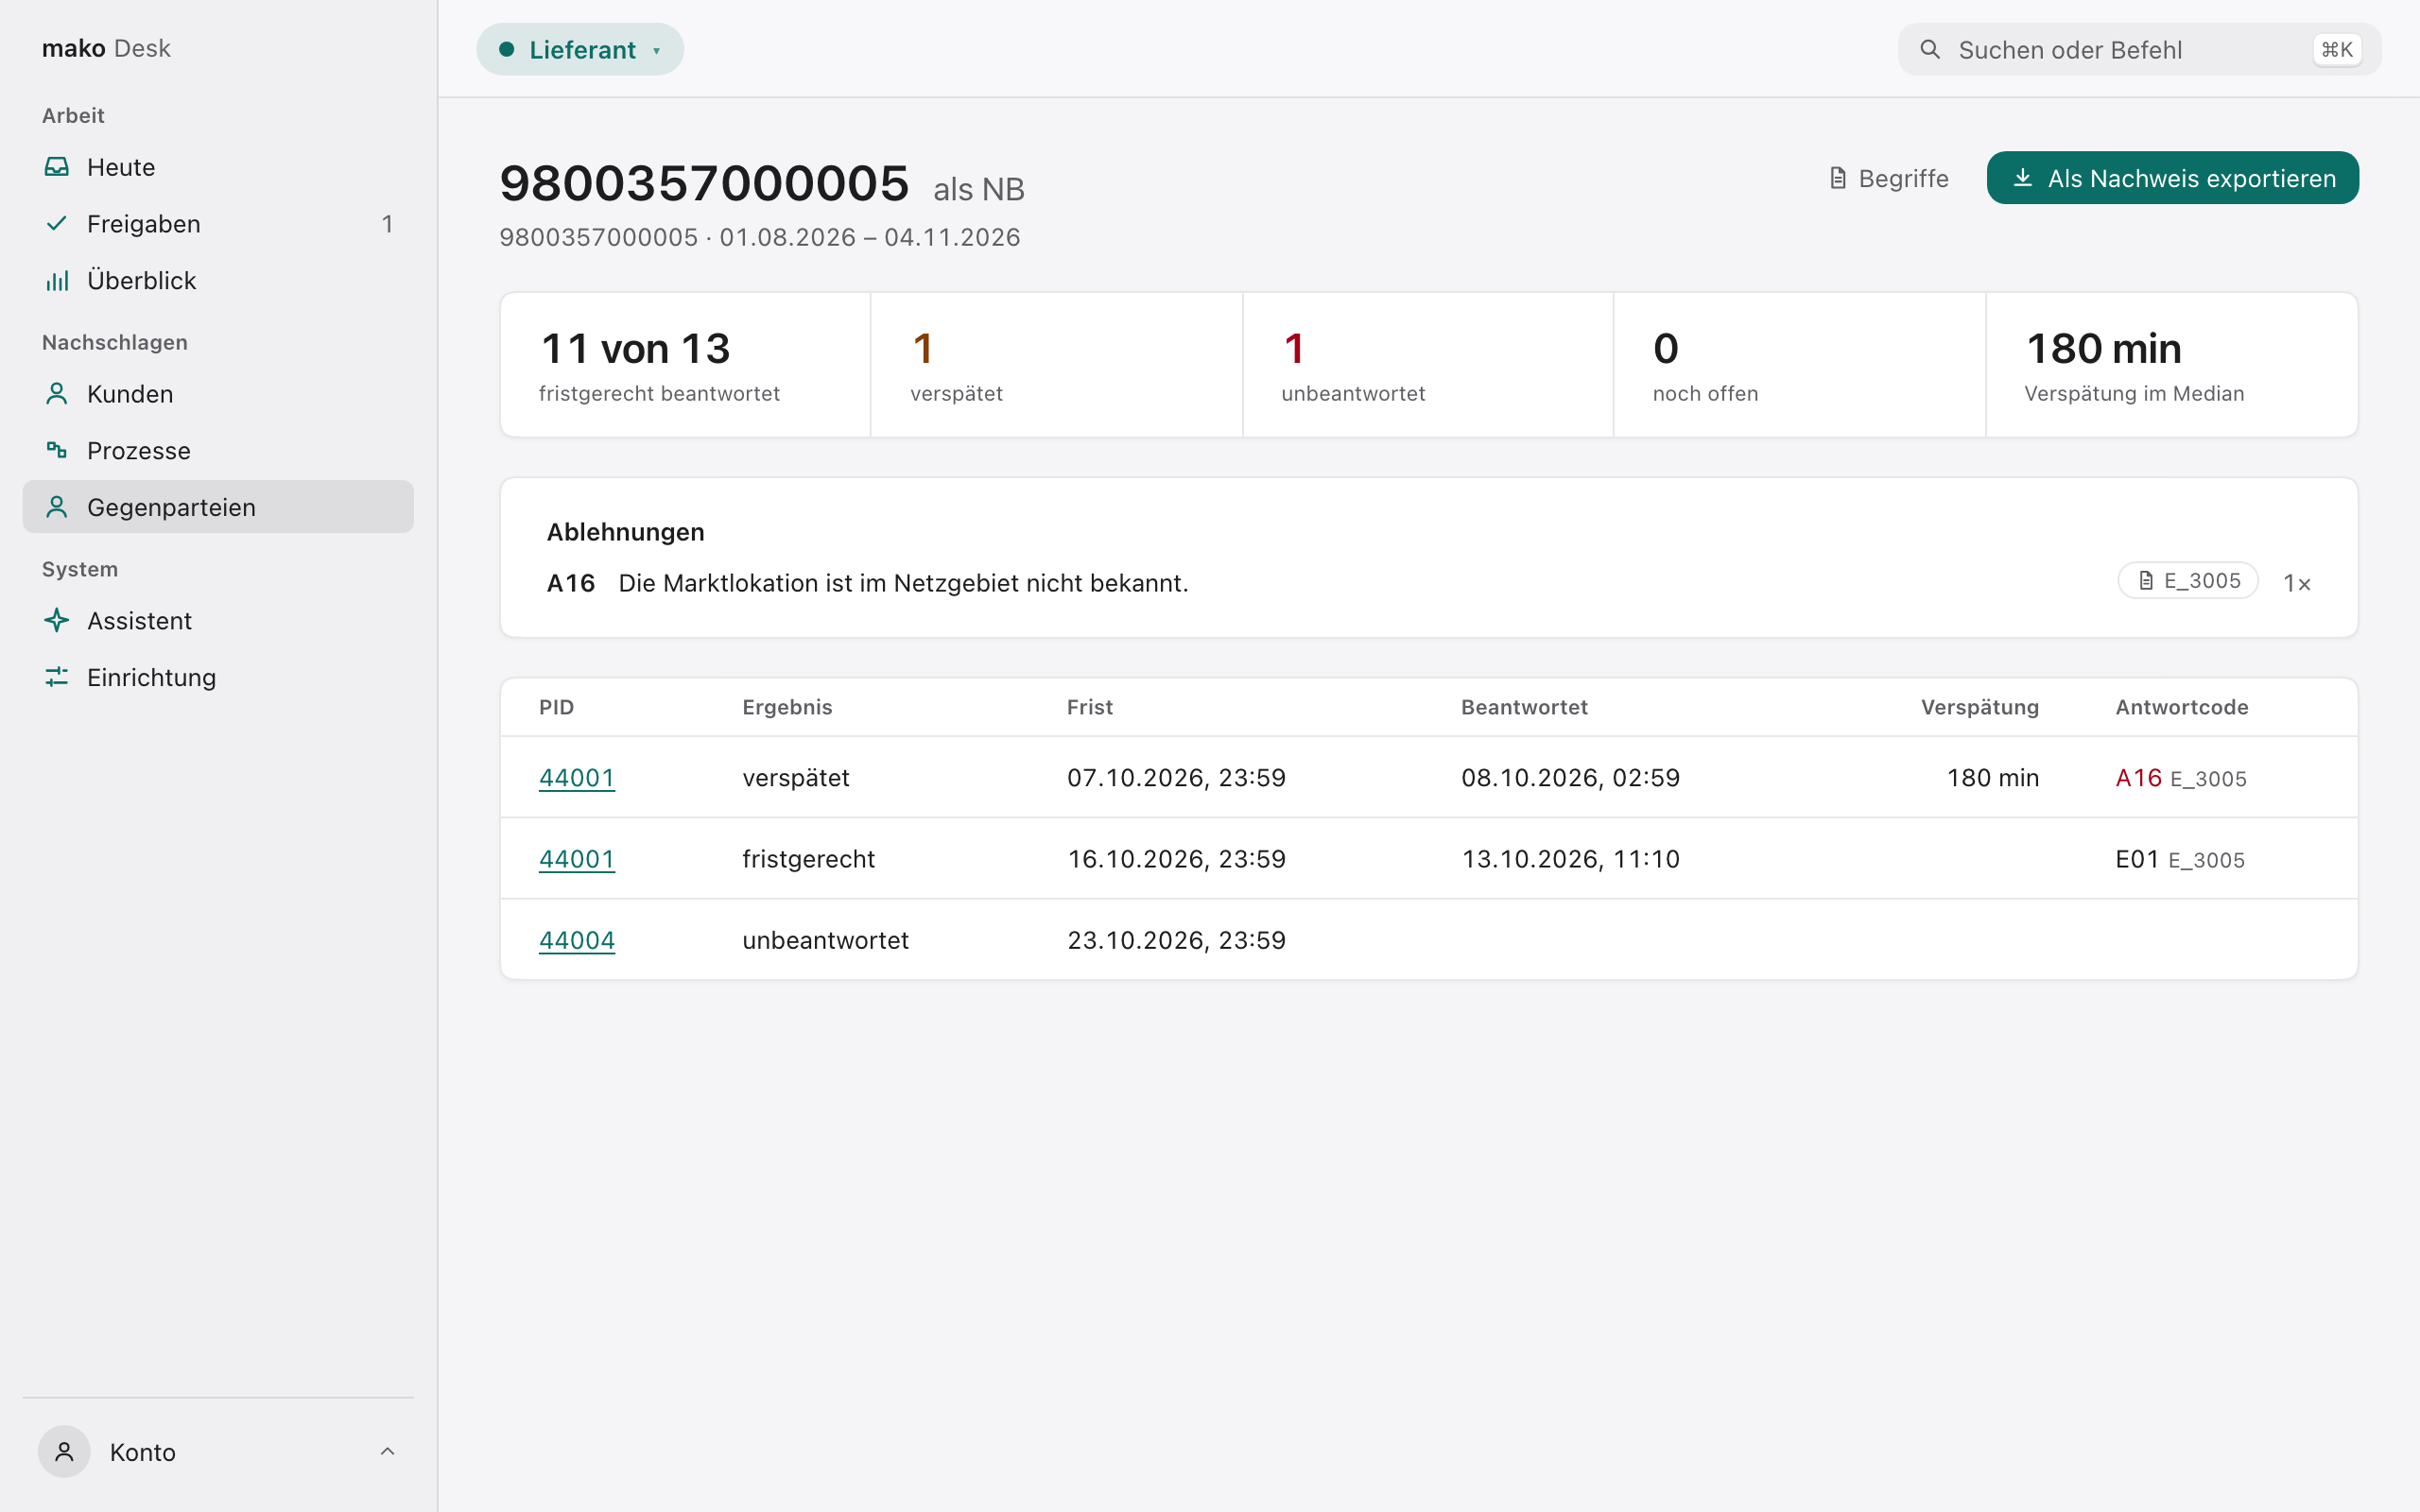 mako Desk
Arbeit
Heute
Freigaben 1
Überblick
Nachschlagen
Kunden
Prozesse
Gegenparteien
System
Assistent
Einrichtung
Konto
Lieferant
Suchen oder Befehl ⌘K
9800357000005 als NB
9800357000005 · 01.08.2026 – 04.11.2026
Begriffe
Als Nachweis exportieren
11 von 13
fristgerecht beantwortet
1
verspätet
1
unbeantwortet
0
noch offen
180 min
Verspätung im Median
Ablehnungen
A16 Die Marktlokation ist im Netzgebiet nicht bekannt. E_3005 1×
PID Ergebnis Frist Beantwortet Verspätung Antwortcode
44001 verspätet 07.10.2026, 23:59 08.10.2026, 02:59 180 min A16 E_3005
44001 fristgerecht 16.10.2026, 23:59 13.10.2026, 11:10 E01 E_3005
44004 unbeantwortet 23.10.2026, 23:59